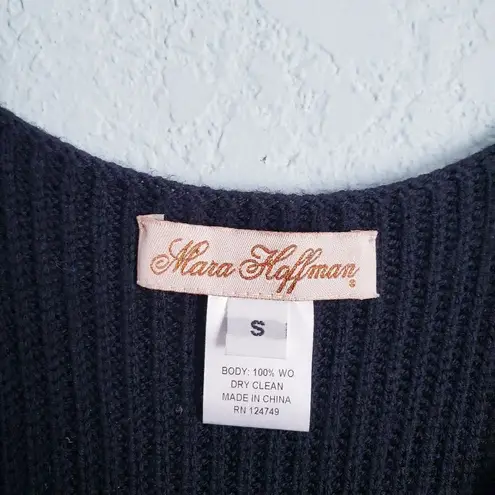 Mara Hoffman
S
S
BODY: 100% WO
DRY CLEAN
MADE IN CHINA
RN 124749